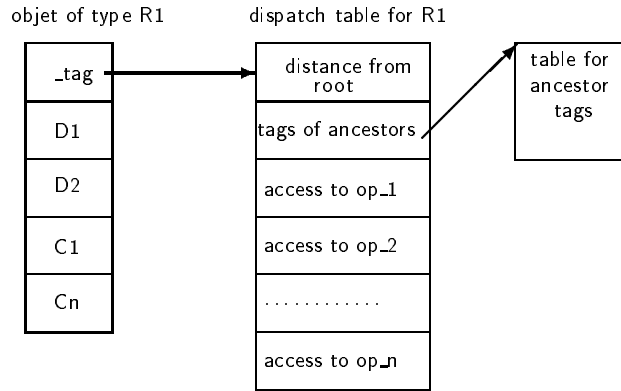 objet of type R1
_tag
D1
D2
C1
Cn
dispatch table for R1
distance from
root
tags of ancestors
access to op_1
access to op_2
............
access to op_n
table for
ancestor
tags